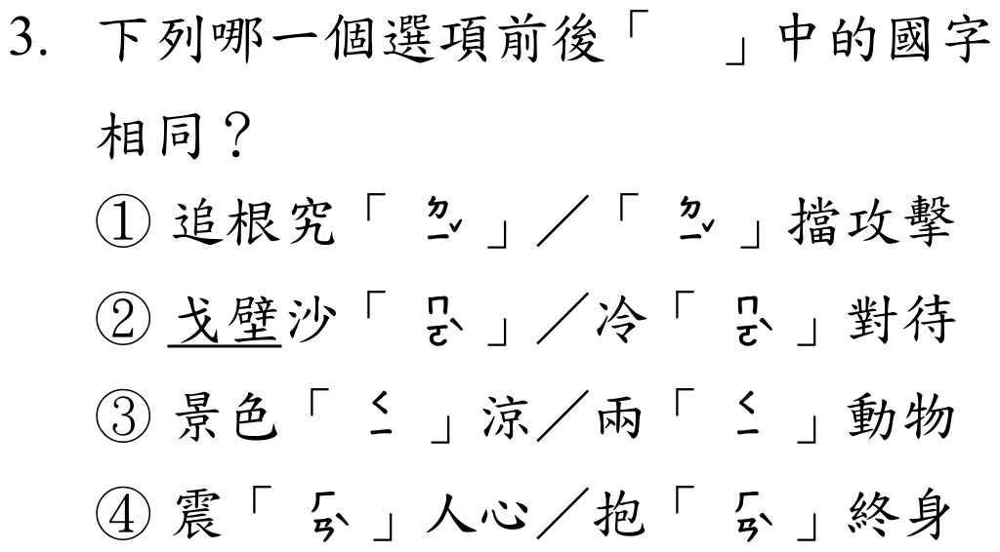 3. 下列哪一個選項前後「　」中的國字
相同？
① 追根究「ㄉㄧˇ」／「ㄉㄧˇ」擋攻擊
② 戈壁沙「ㄇㄛˋ」／冷「ㄇㄛˋ」對待
③ 景色「ㄑㄧ」涼／兩「ㄑㄧ」動物
④ 震「ㄏㄢˋ」人心／抱「ㄏㄢˋ」終身